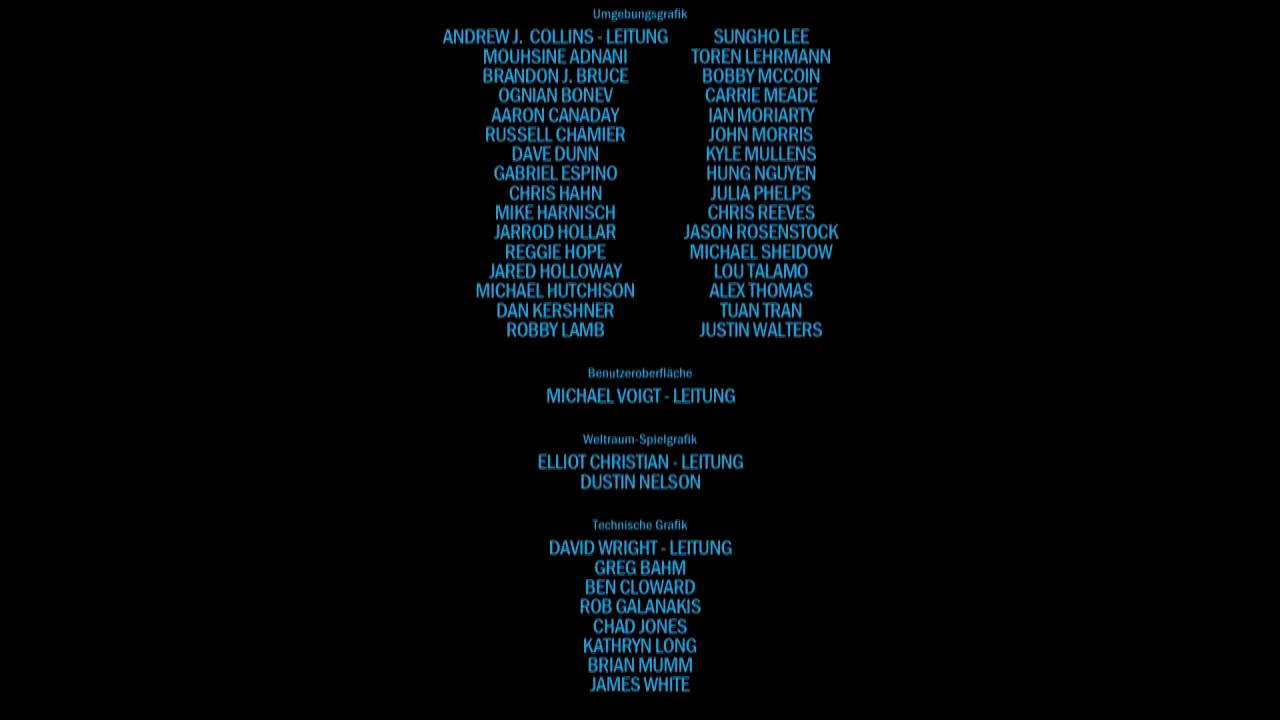 Umgebungsgrafik
ANDREW J. COLLINS - LEITUNG
MOUHSINE ADNANI
BRANDON J. BRUCE
OGNIAN BONEV
AARON CANADAY
RUSSELL CHAMIER
DAVE DUNN
GABRIEL ESPINO
CHRIS HAHN
MIKE HARNISCH
JARROD HOLLAR
REGGIE HOPE
JARED HOLLOWAY
MICHAEL HUTCHISON
DAN KERSHNER
ROBBY LAMB
SUNGHO LEE
TOREN LEHRMANN
BOBBY MCCOIN
CARRIE MEADE
IAN MORIARTY
JOHN MORRIS
KYLE MULLENS
HUNG NGUYEN
JULIA PHELPS
CHRIS REEVES
JASON ROSENSTOCK
MICHAEL SHEIDOW
LOU TALAMO
ALEX THOMAS
TUAN TRAN
JUSTIN WALTERS
Benutzeroberfläche
MICHAEL VOIGT - LEITUNG
Weltraum-Spielgrafik
ELLIOT CHRISTIAN - LEITUNG
DUSTIN NELSON
Technische Grafik
DAVID WRIGHT - LEITUNG
GREG BAHM
BEN CLOWARD
ROB GALANAKIS
CHAD JONES
KATHRYN LONG
BRIAN MUMM
JAMES WHITE